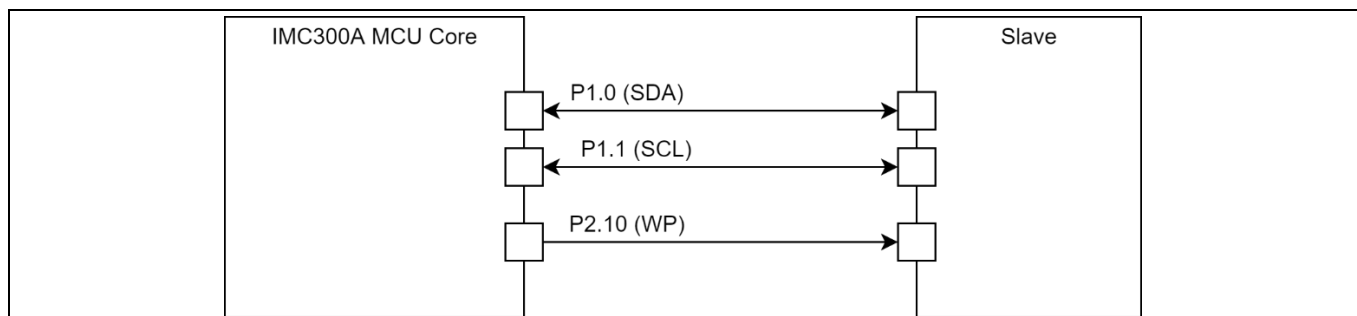 IMC300A MCU Core
Slave
P1.0 (SDA)
P1.1 (SCL)
P2.10 (WP)